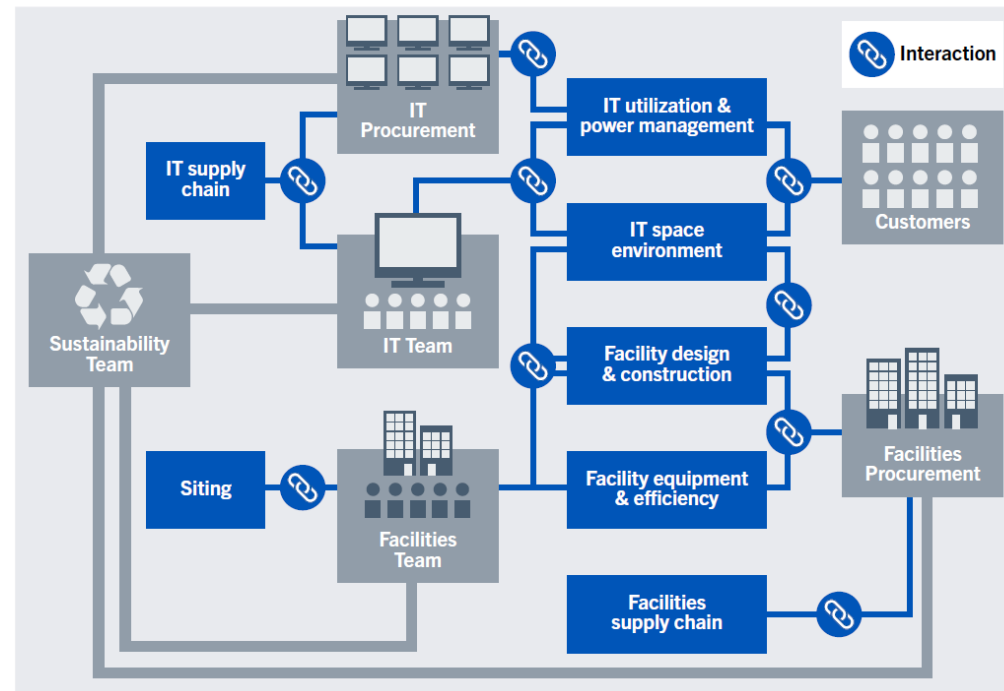 Interaction
IT
Procurement
IT utilization &
power management
IT supply
chain
Customers
IT space
environment
Sustainability
Team
IT Team
Facility design
& construction
Facilities
Procurement
Siting
Facility equipment
& efficiency
Facilities
Team
Facilities
supply chain